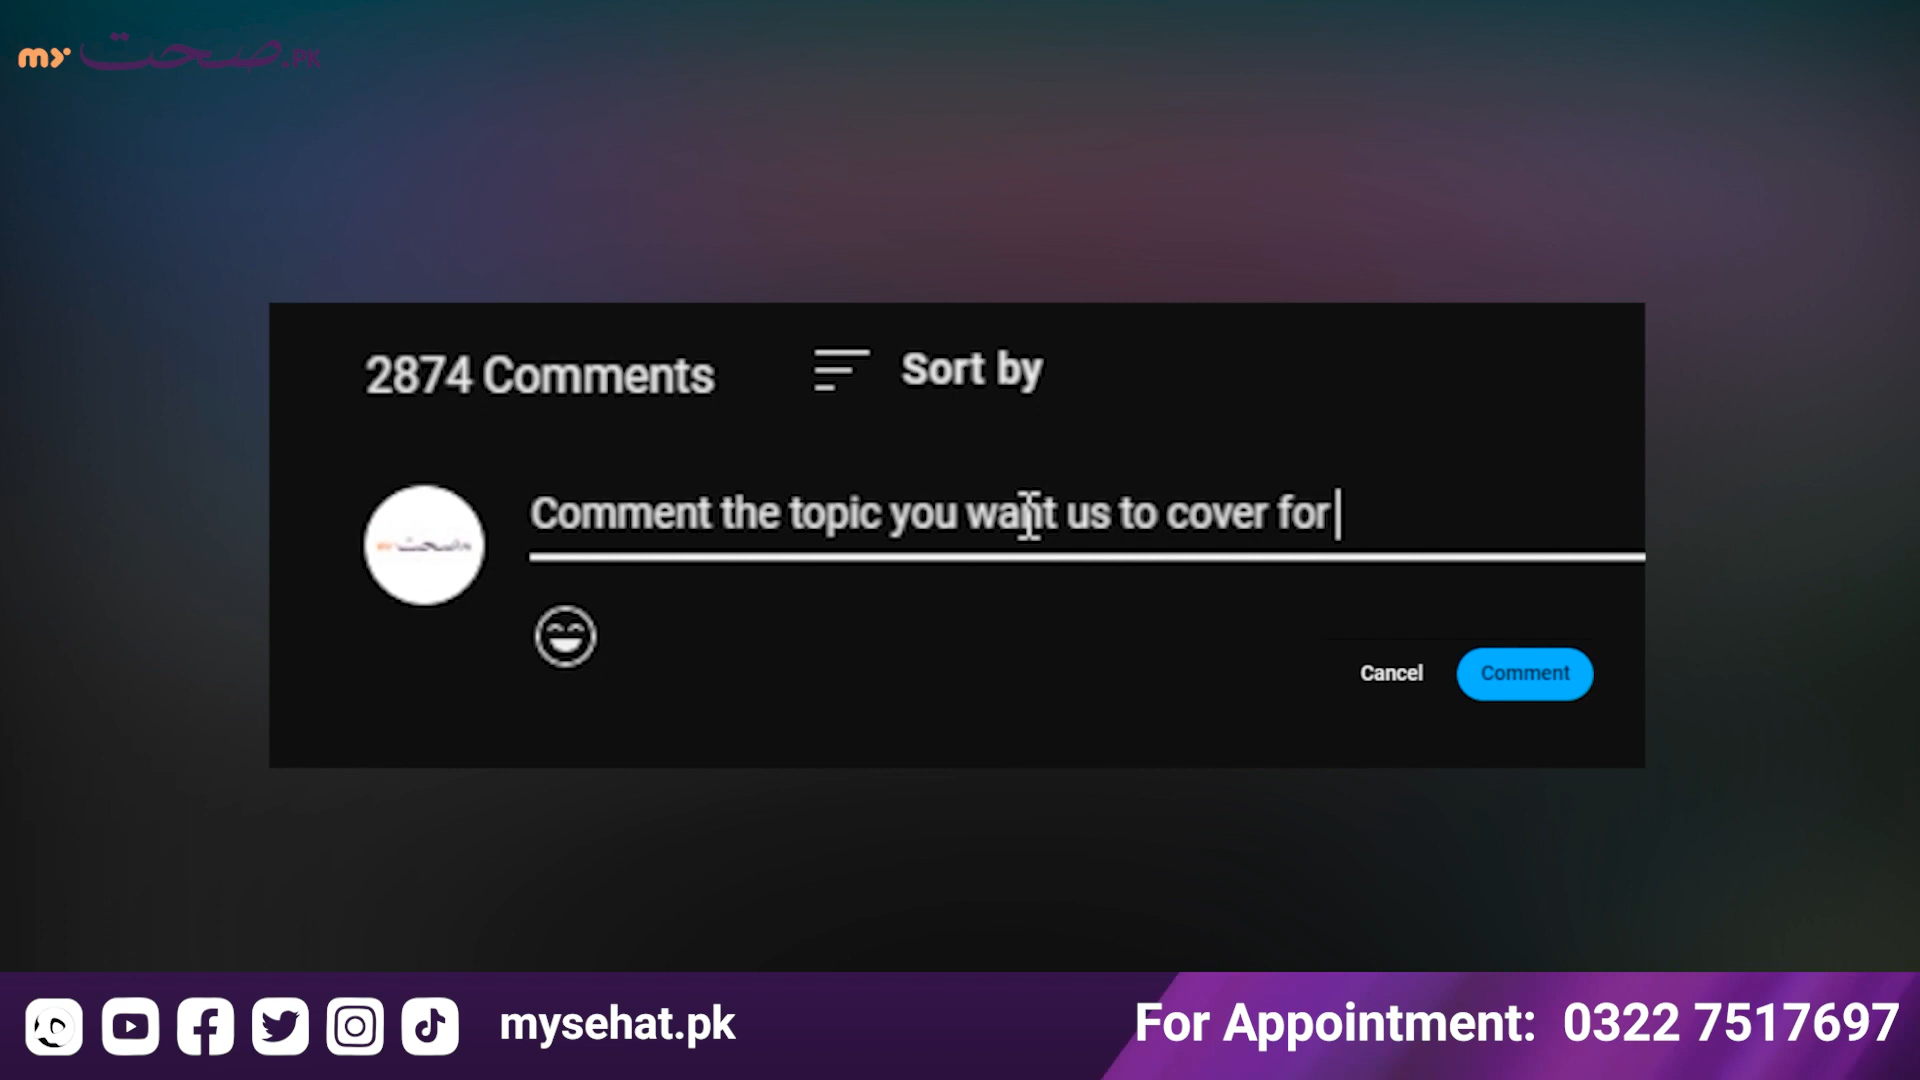 my صحت.PK
2874 Comments
Sort by
Comment the topic you want us to cover for
Cancel
Comment
mysehat.pk
For Appointment: 0322 7517697